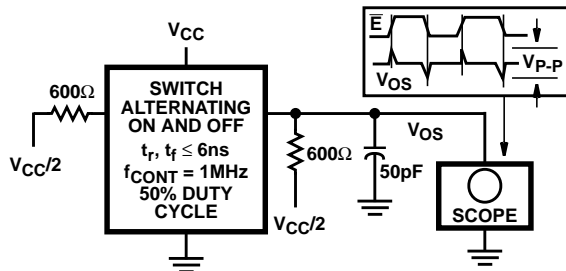 V_CC
600Ω
V_CC/2
SWITCH
ALTERNATING
ON AND OFF
t_r, t_f ≤ 6ns
f_CONT = 1MHz
50% DUTY
CYCLE
600Ω
V_CC/2
50pF
V_OS
E̅
V_OS
V_P-P
SCOPE